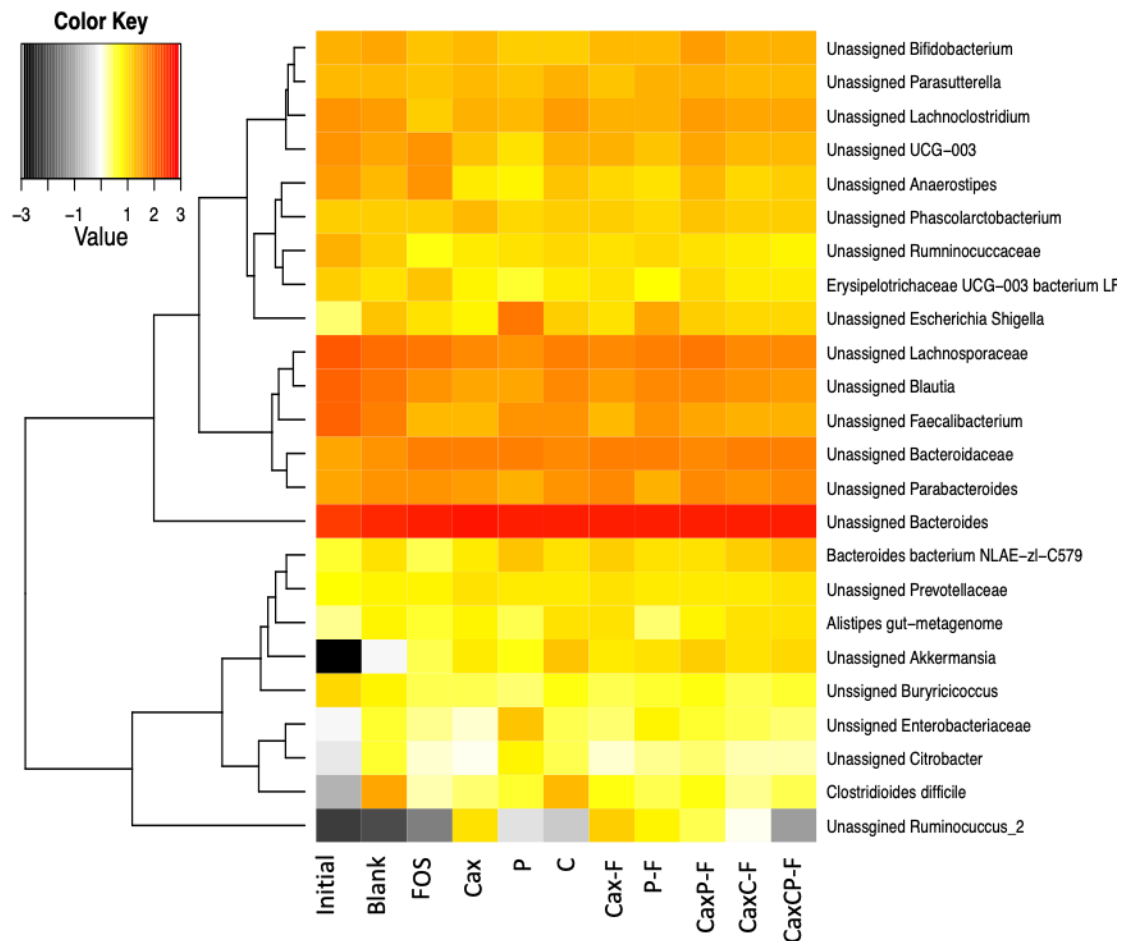 Color Key
−3 −1 1 2 3
Value
Unassigned Bifidobacterium
Unassigned Parasutterella
Unassigned Lachnoclostridium
Unassigned UCG−003
Unassigned Anaerostipes
Unassigned Phascolarctobacterium
Unassigned Rumninocuccaceae
Erysipelotrichaceae UCG−003 bacterium LF
Unassigned Escherichia Shigella
Unassigned Lachnosporaceae
Unassigned Blautia
Unassigned Faecalibacterium
Unassigned Bacteroidaceae
Unassigned Parabacteroides
Unassigned Bacteroides
Bacteroides bacterium NLAE−zl−C579
Unassigned Prevotellaceae
Alistipes gut−metagenome
Unassigned Akkermansia
Unssigned Buryricicoccus
Unssigned Enterobacteriaceae
Unassigned Citrobacter
Clostridioides difficile
Unassgined Ruminocuccus_2
Initial
Blank
FOS
Cax
P
C
Cax-F
P-F
CaxP-F
CaxC-F
CaxCP-F